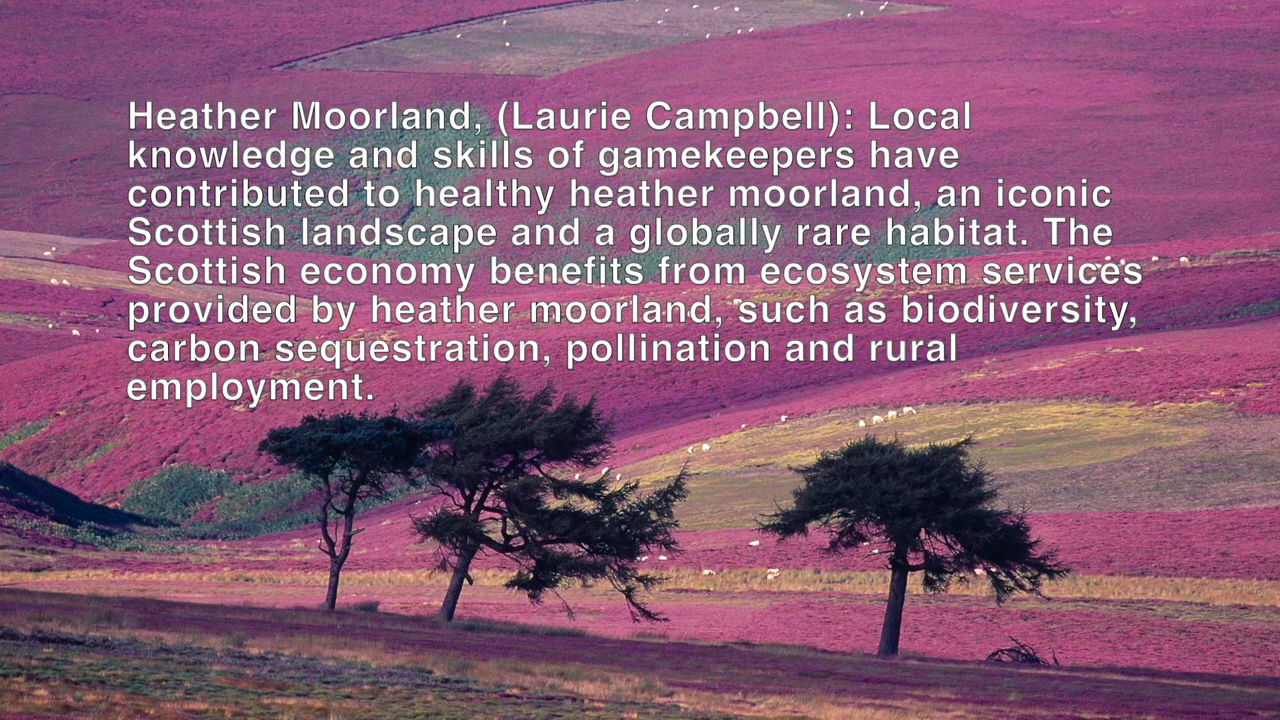 Heather Moorland, (Laurie Campbell): Local
knowledge and skills of gamekeepers have
contributed to healthy heather moorland, an iconic
Scottish landscape and a globally rare habitat. The
Scottish economy benefits from ecosystem services
provided by heather moorland, such as biodiversity,
carbon sequestration, pollination and rural
employment.